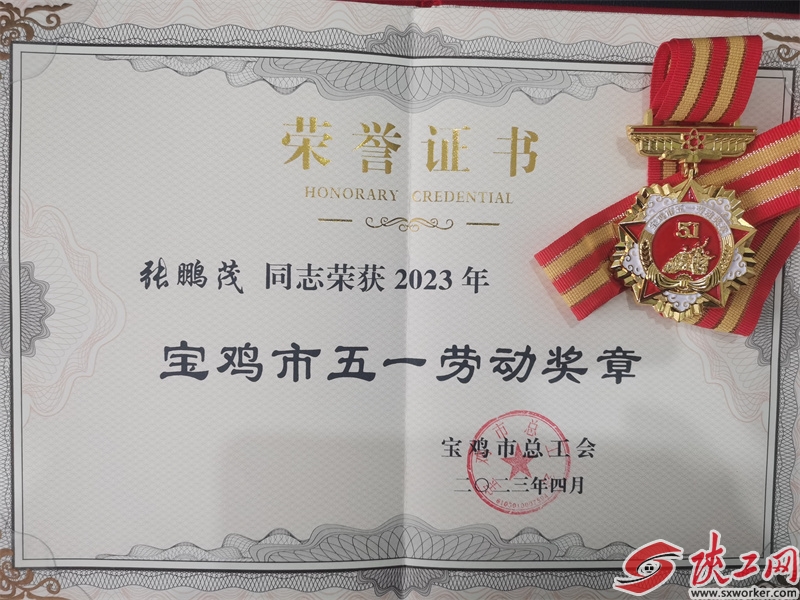 荣誉证书
HONORARY CREDENTIAL
张鹏茂 同志荣获 2023 年
宝鸡市五一劳动奖章
宝鸡市总工会
二〇二三年四月
51
陕工网
www.sxworker.com